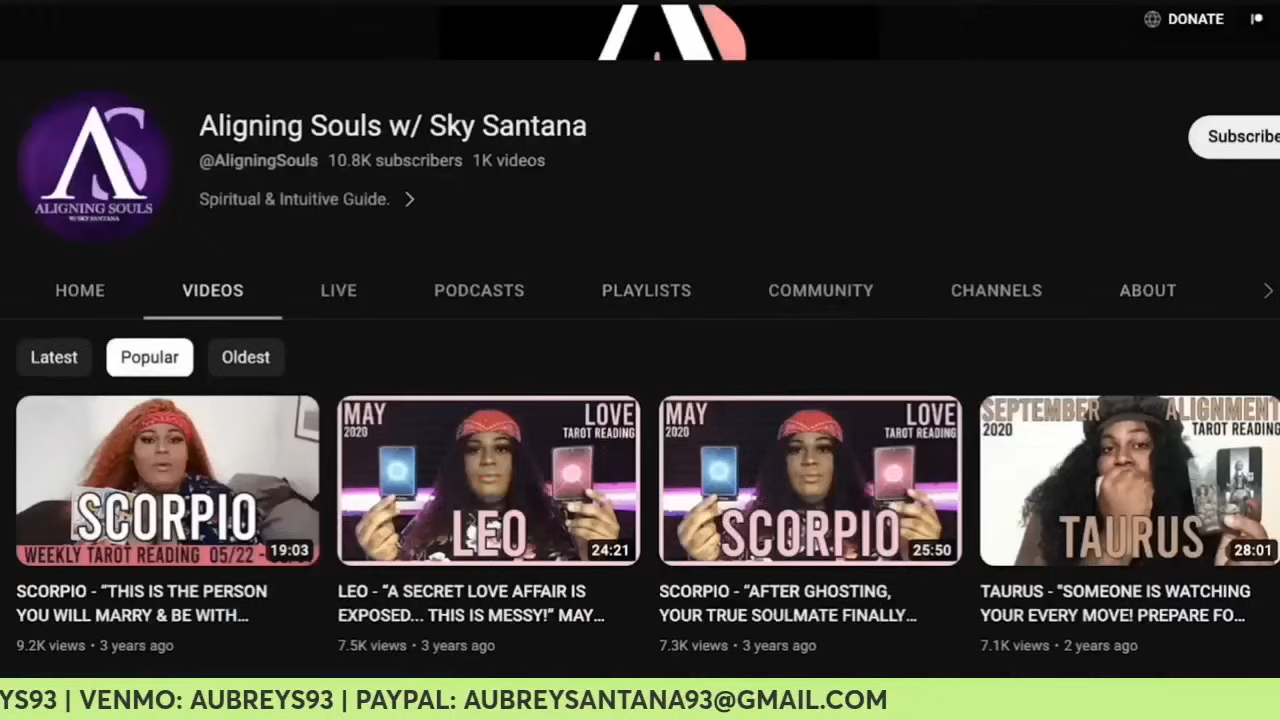 DONATE
AS
ALIGNING SOULS
W/ SKY SANTANA
Aligning Souls w/ Sky Santana
@AligningSouls 10.8K subscribers 1K videos
Spiritual & Intuitive Guide.
Subscribe
HOME VIDEOS LIVE PODCASTS PLAYLISTS COMMUNITY CHANNELS ABOUT
Latest Popular Oldest
SCORPIO
WEEKLY TAROT READING 05/22 -
19:03
MAY
2020
LOVE
TAROT READING
LEO
24:21
MAY
2020
LOVE
TAROT READING
SCORPIO
25:50
SEPTEMBER
2020
ALIGNMENT
TAROT READING
TAURUS
28:01
SCORPIO - “THIS IS THE PERSON
YOU WILL MARRY & BE WITH...
9.2K views • 3 years ago
LEO - “A SECRET LOVE AFFAIR IS
EXPOSED... THIS IS MESSY!” MAY...
7.5K views • 3 years ago
SCORPIO - “AFTER GHOSTING,
YOUR TRUE SOULMATE FINALLY...
7.3K views • 3 years ago
TAURUS - "SOMEONE IS WATCHING
YOUR EVERY MOVE! PREPARE FO...
7.1K views • 2 years ago
YS93 | VENMO: AUBREYS93 | PAYPAL: AUBREYSANTANA93@GMAIL.COM